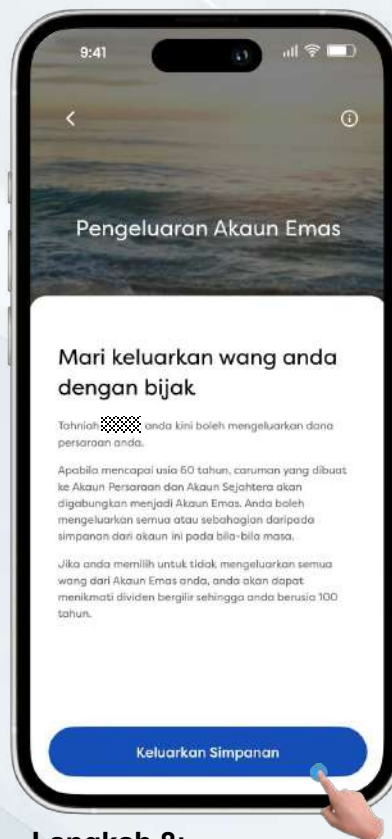 9:41
Pengeluaran Akaun Emas
Mari keluarkan wang anda
dengan bijak
Tahniah anda kini boleh mengeluarkan dana
persaraan anda.
Apabila mencapai usia 60 tahun, caruman yang dibuat
ke Akaun Persaraan dan Akaun Sejahtera akan
digabungkan menjadi Akaun Emas. Anda boleh
mengeluarkan semua atau sebahagian daripada
simpanan dari akaun ini pada bila-bila masa.
Jika anda memilih untuk tidak mengeluarkan semua
wang dari Akaun Emas anda, anda akan dapat
menikmati dividen bergilir sehingga anda berusia 100
tahun.
Keluarkan Simpanan